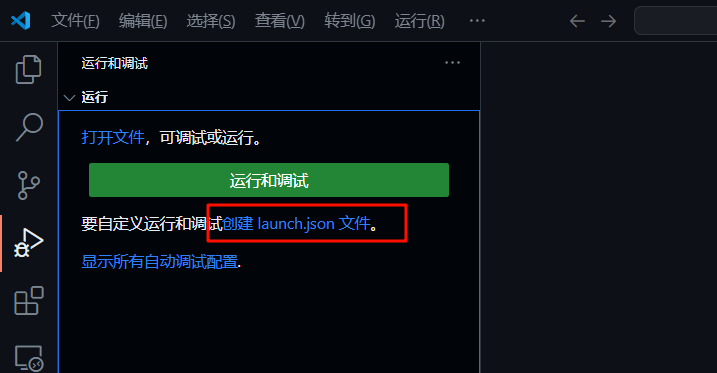 文件(F) 编辑(E) 选择(S) 查看(V) 转到(G) 运行(R) ···
运行和调试 ···
运行
打开文件，可调试或运行。
运行和调试
要自定义运行和调试创建 launch.json 文件。
显示所有自动调试配置.